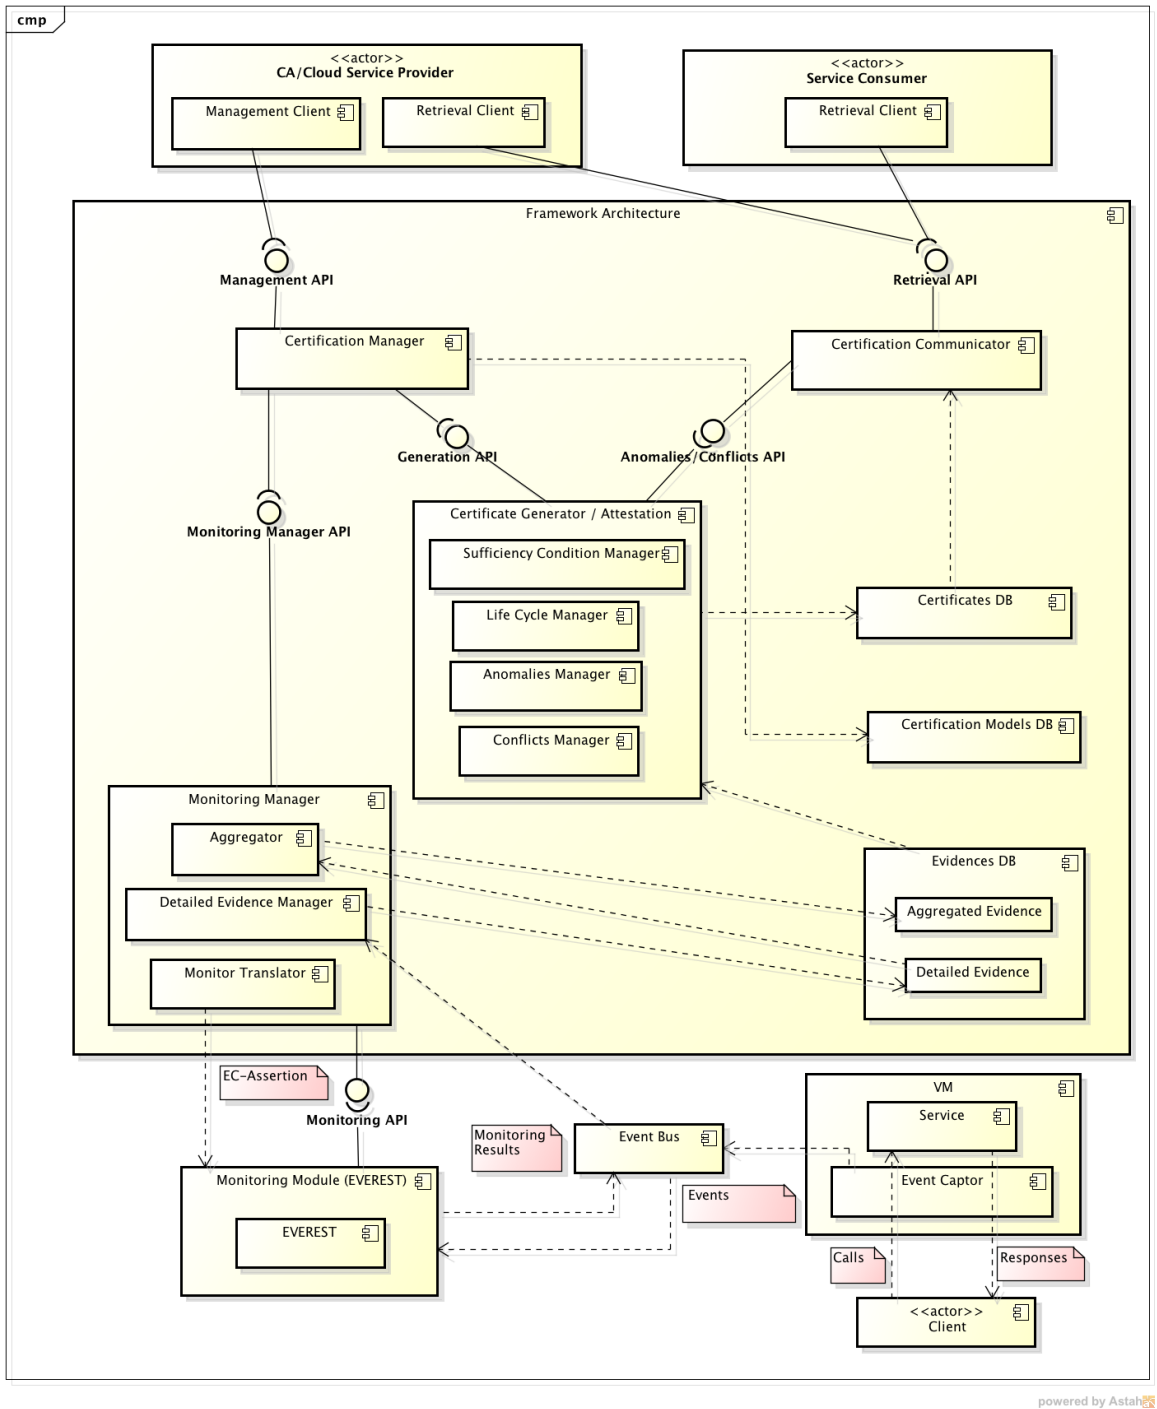 cmp
<<actor>>
CA/Cloud Service Provider
Management Client
Retrieval Client
<<actor>>
Service Consumer
Retrieval Client
Framework Architecture
Management API
Retrieval API
Certification Manager
Certification Communicator
Generation API
Anomalies/Conflicts API
Monitoring Manager API
Certificate Generator / Attestation
Sufficiency Condition Manager
Life Cycle Manager
Anomalies Manager
Conflicts Manager
Certificates DB
Certification Models DB
Monitoring Manager
Aggregator
Detailed Evidence Manager
Monitor Translator
Evidences DB
Aggregated Evidence
Detailed Evidence
EC-Assertion
Monitoring API
Monitoring
Results
Event Bus
Events
VM
Service
Event Captor
Monitoring Module (EVEREST)
EVEREST
Calls
Responses
<<actor>>
Client
powered by Astah